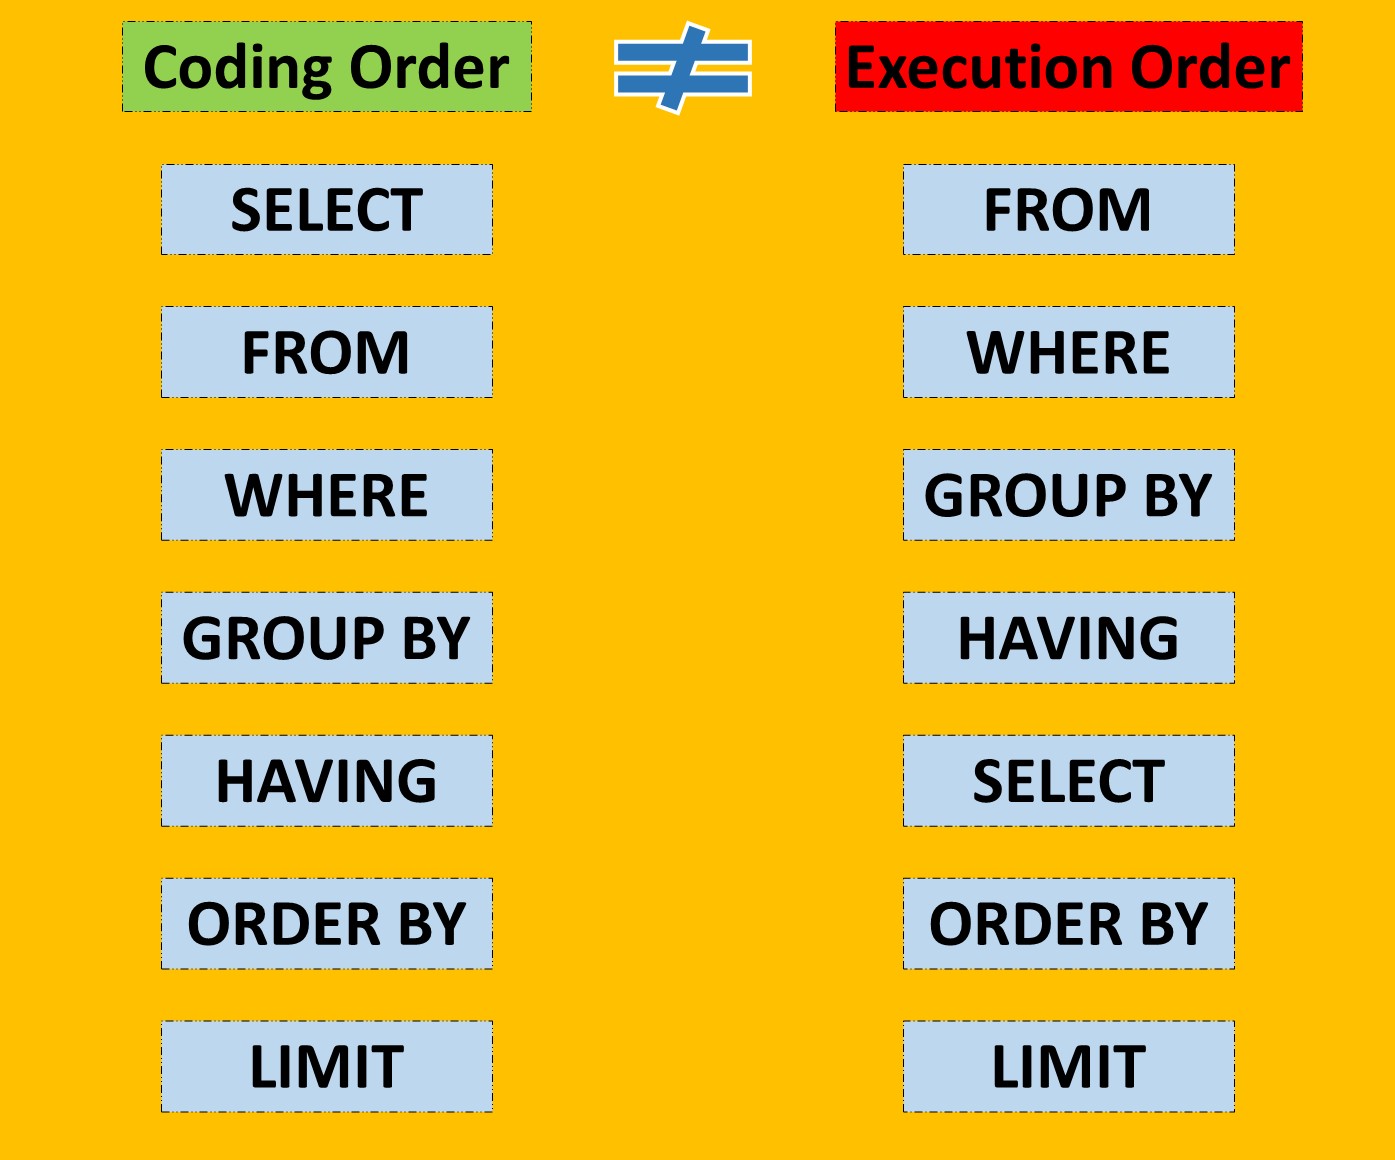 Coding Order ≠ Execution Order
SELECT
FROM
WHERE
GROUP BY
HAVING
ORDER BY
LIMIT
FROM
WHERE
GROUP BY
HAVING
SELECT
ORDER BY
LIMIT